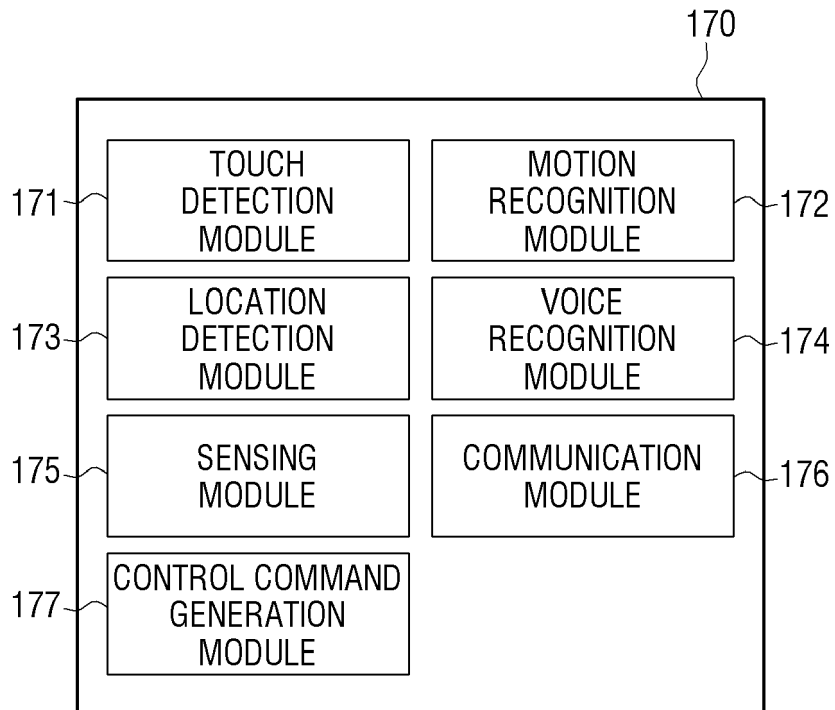 170
171
TOUCH
DETECTION
MODULE
MOTION
RECOGNITION
MODULE
172
173
LOCATION
DETECTION
MODULE
VOICE
RECOGNITION
MODULE
174
175
SENSING
MODULE
COMMUNICATION
MODULE
176
177
CONTROL COMMAND
GENERATION
MODULE